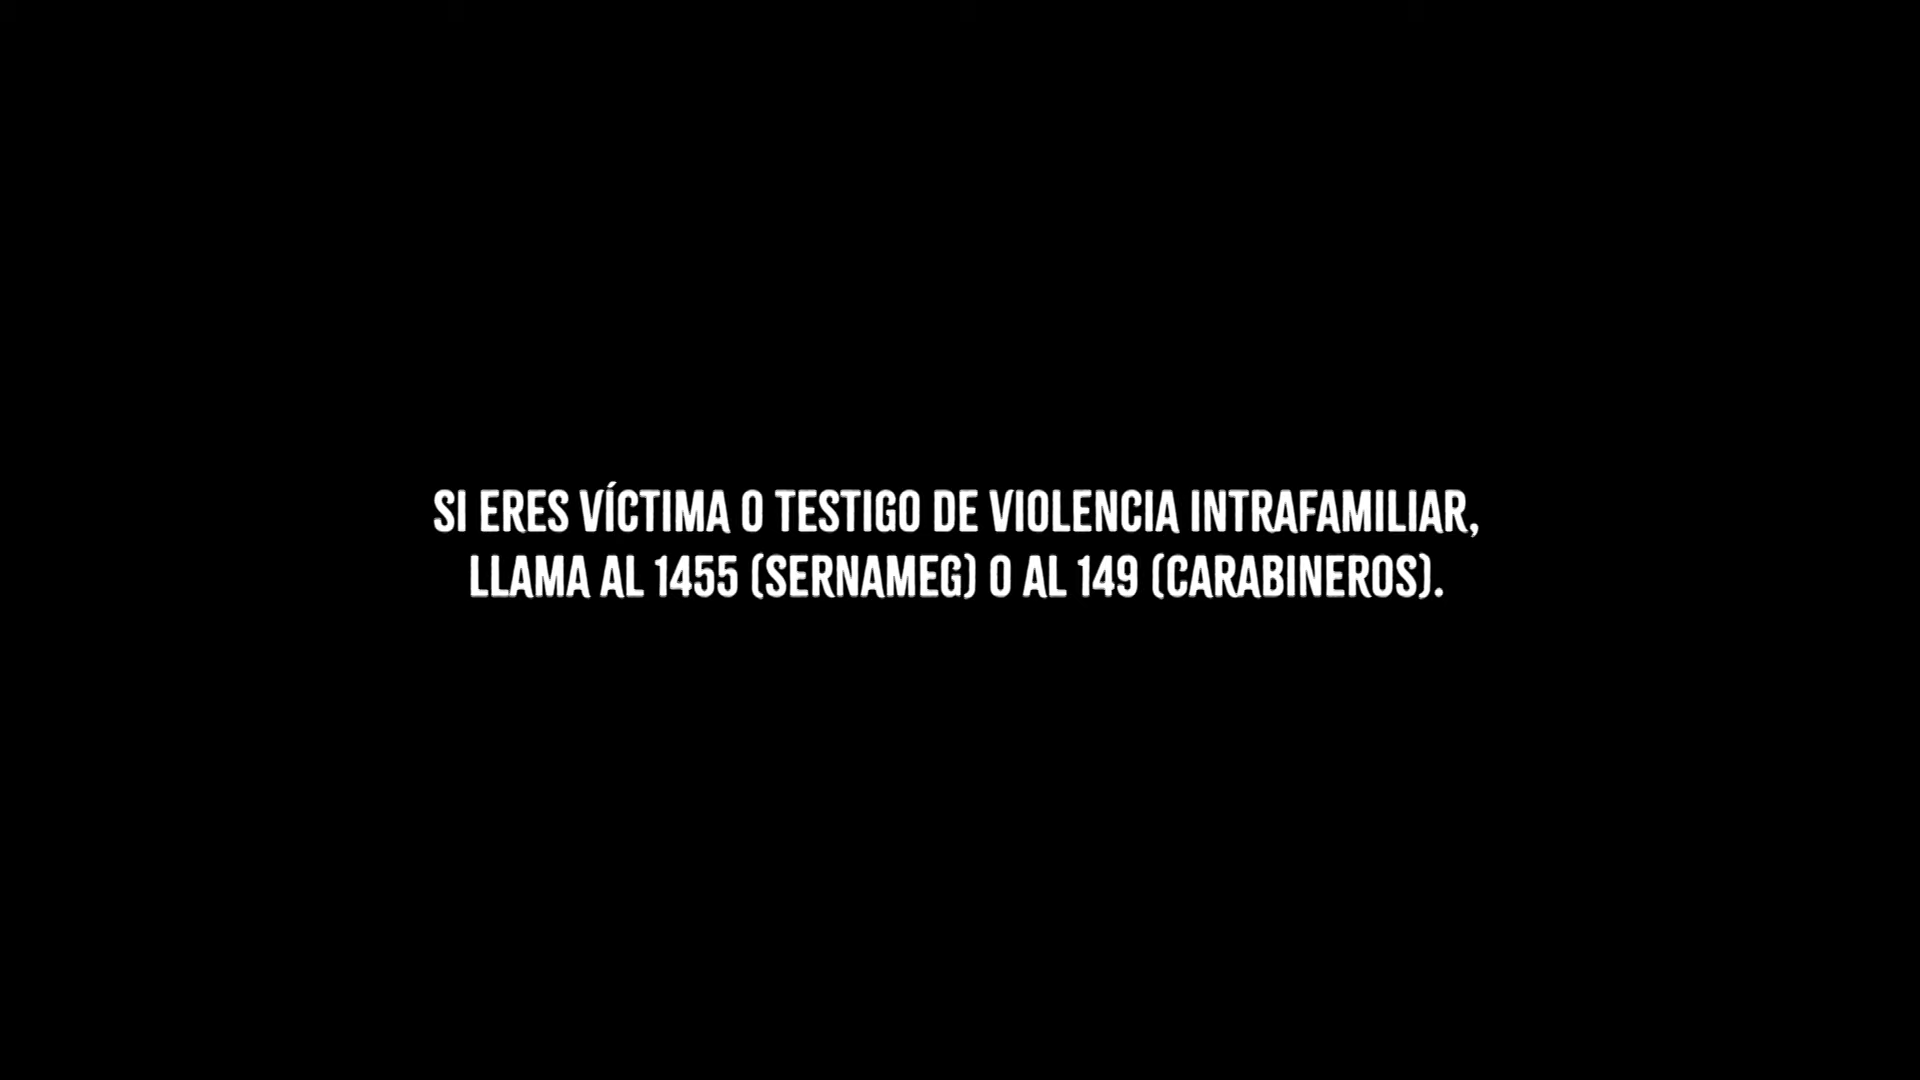 SI ERES VÍCTIMA O TESTIGO DE VIOLENCIA INTRAFAMILIAR,
LLAMA AL 1455 (SERNAMEG) O AL 149 (CARABINEROS).